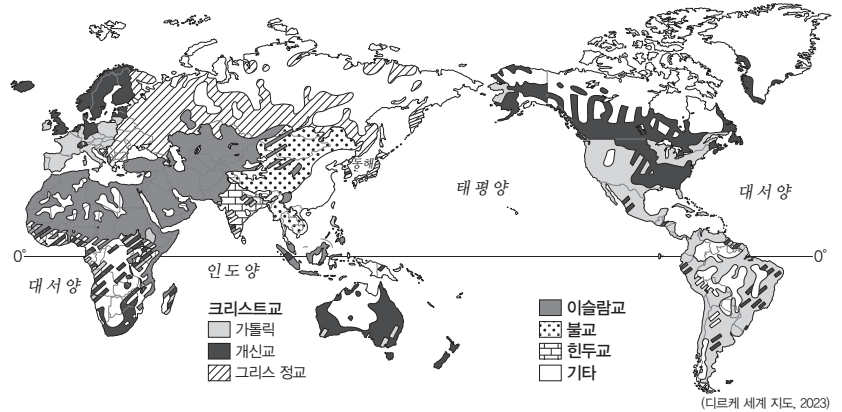 동해
태평양
대서양
0°
0°
대서양
인도양
크리스트교
가톨릭
개신교
그리스 정교
이슬람교
불교
힌두교
기타
(디르케 세계 지도, 2023)